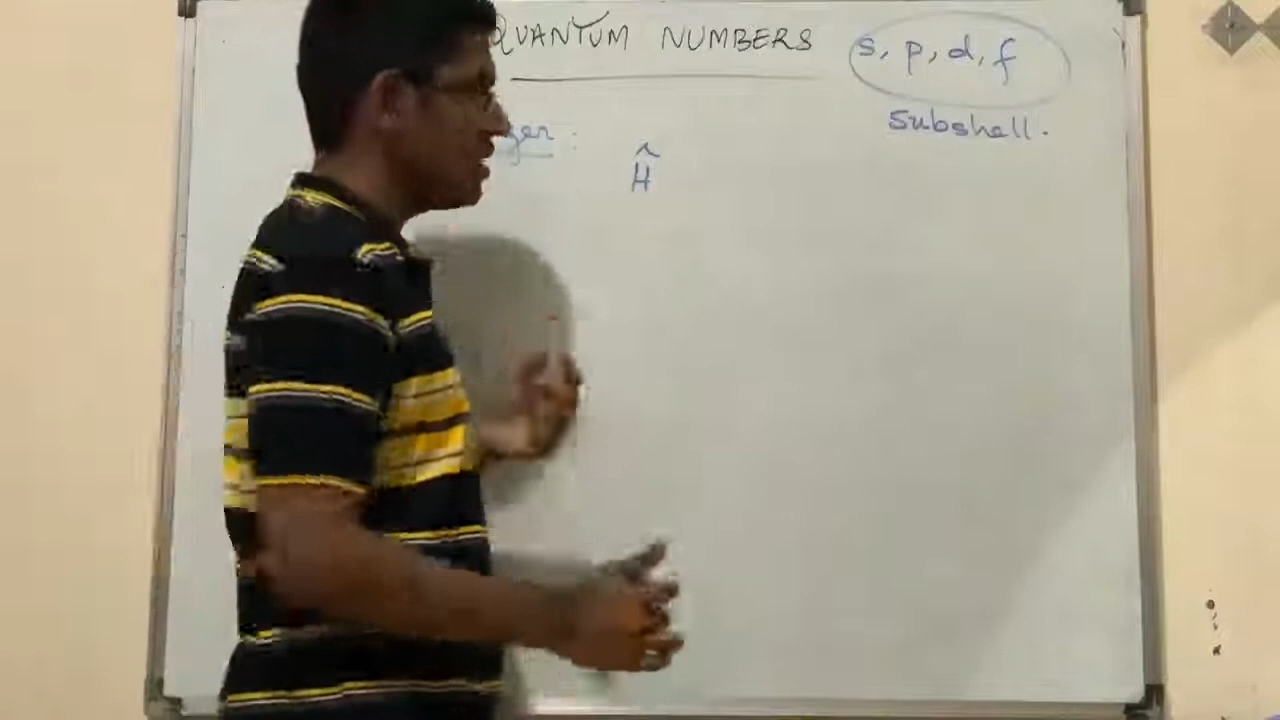 QUANTUM NUMBERS
s, p, d, f
subshell.
Ĥ